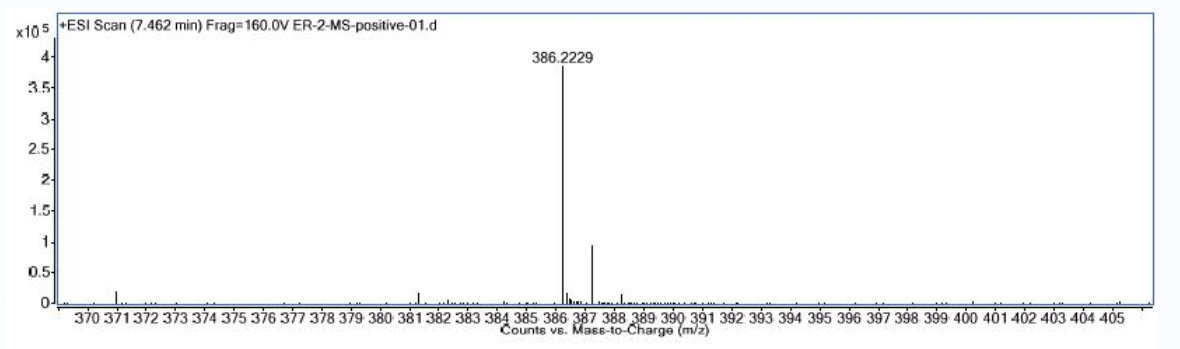 +ESI Scan (7.462 min) Frag=160.0V ER-2-MS-positive-01.d
x10 5
386.2229
4
3.5
3
2.5
2
1.5
1
0.5
0
370 371 372 373 374 375 376 377 378 379 380 381 382 383 384 385 386 387 388 389 390 391 392 393 394 395 396 397 398 399 400 401 402 403 404 405
Counts vs. Mass-to-Charge (m/z)